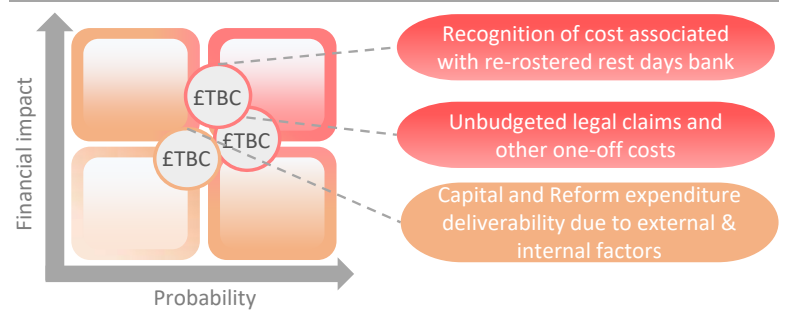 Financial impact
£TBC
£TBC
£TBC
Probability
Recognition of cost associated
with re-rostered rest days bank
Unbudgeted legal claims and
other one-off costs
Capital and Reform expenditure
deliverability due to external &
internal factors